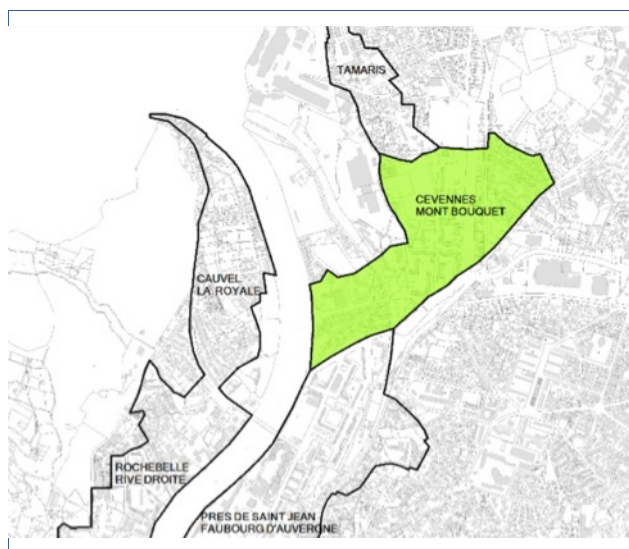 TAMARIS
CEVENNES
MONT BOUQUET
CAUVEL
LA ROYALE
ROCHEBELLE
RIVE DROITE
PRES DE SAINT JEAN
FAUBOURG D'AUVERGNE